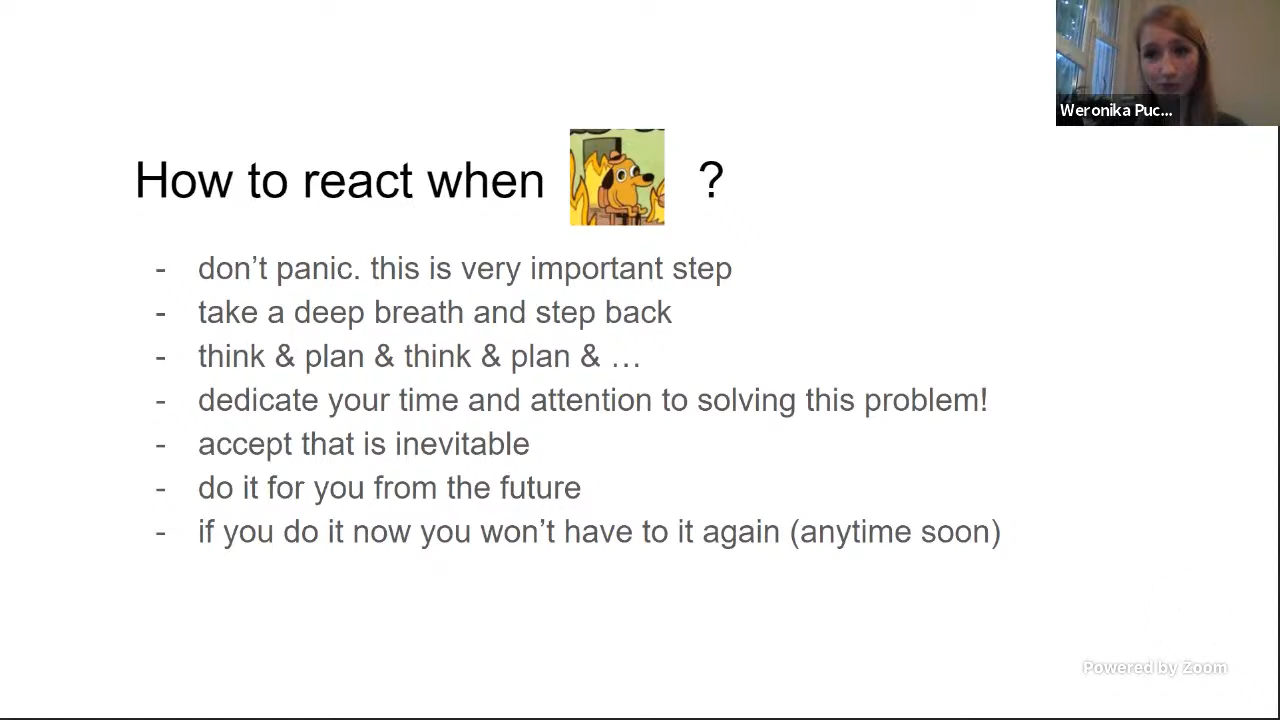 Weronika Puc...
How to react when ?
- don’t panic. this is very important step
- take a deep breath and step back
- think & plan & think & plan & …
- dedicate your time and attention to solving this problem!
- accept that is inevitable
- do it for you from the future
- if you do it now you won’t have to it again (anytime soon)
Powered by Zoom